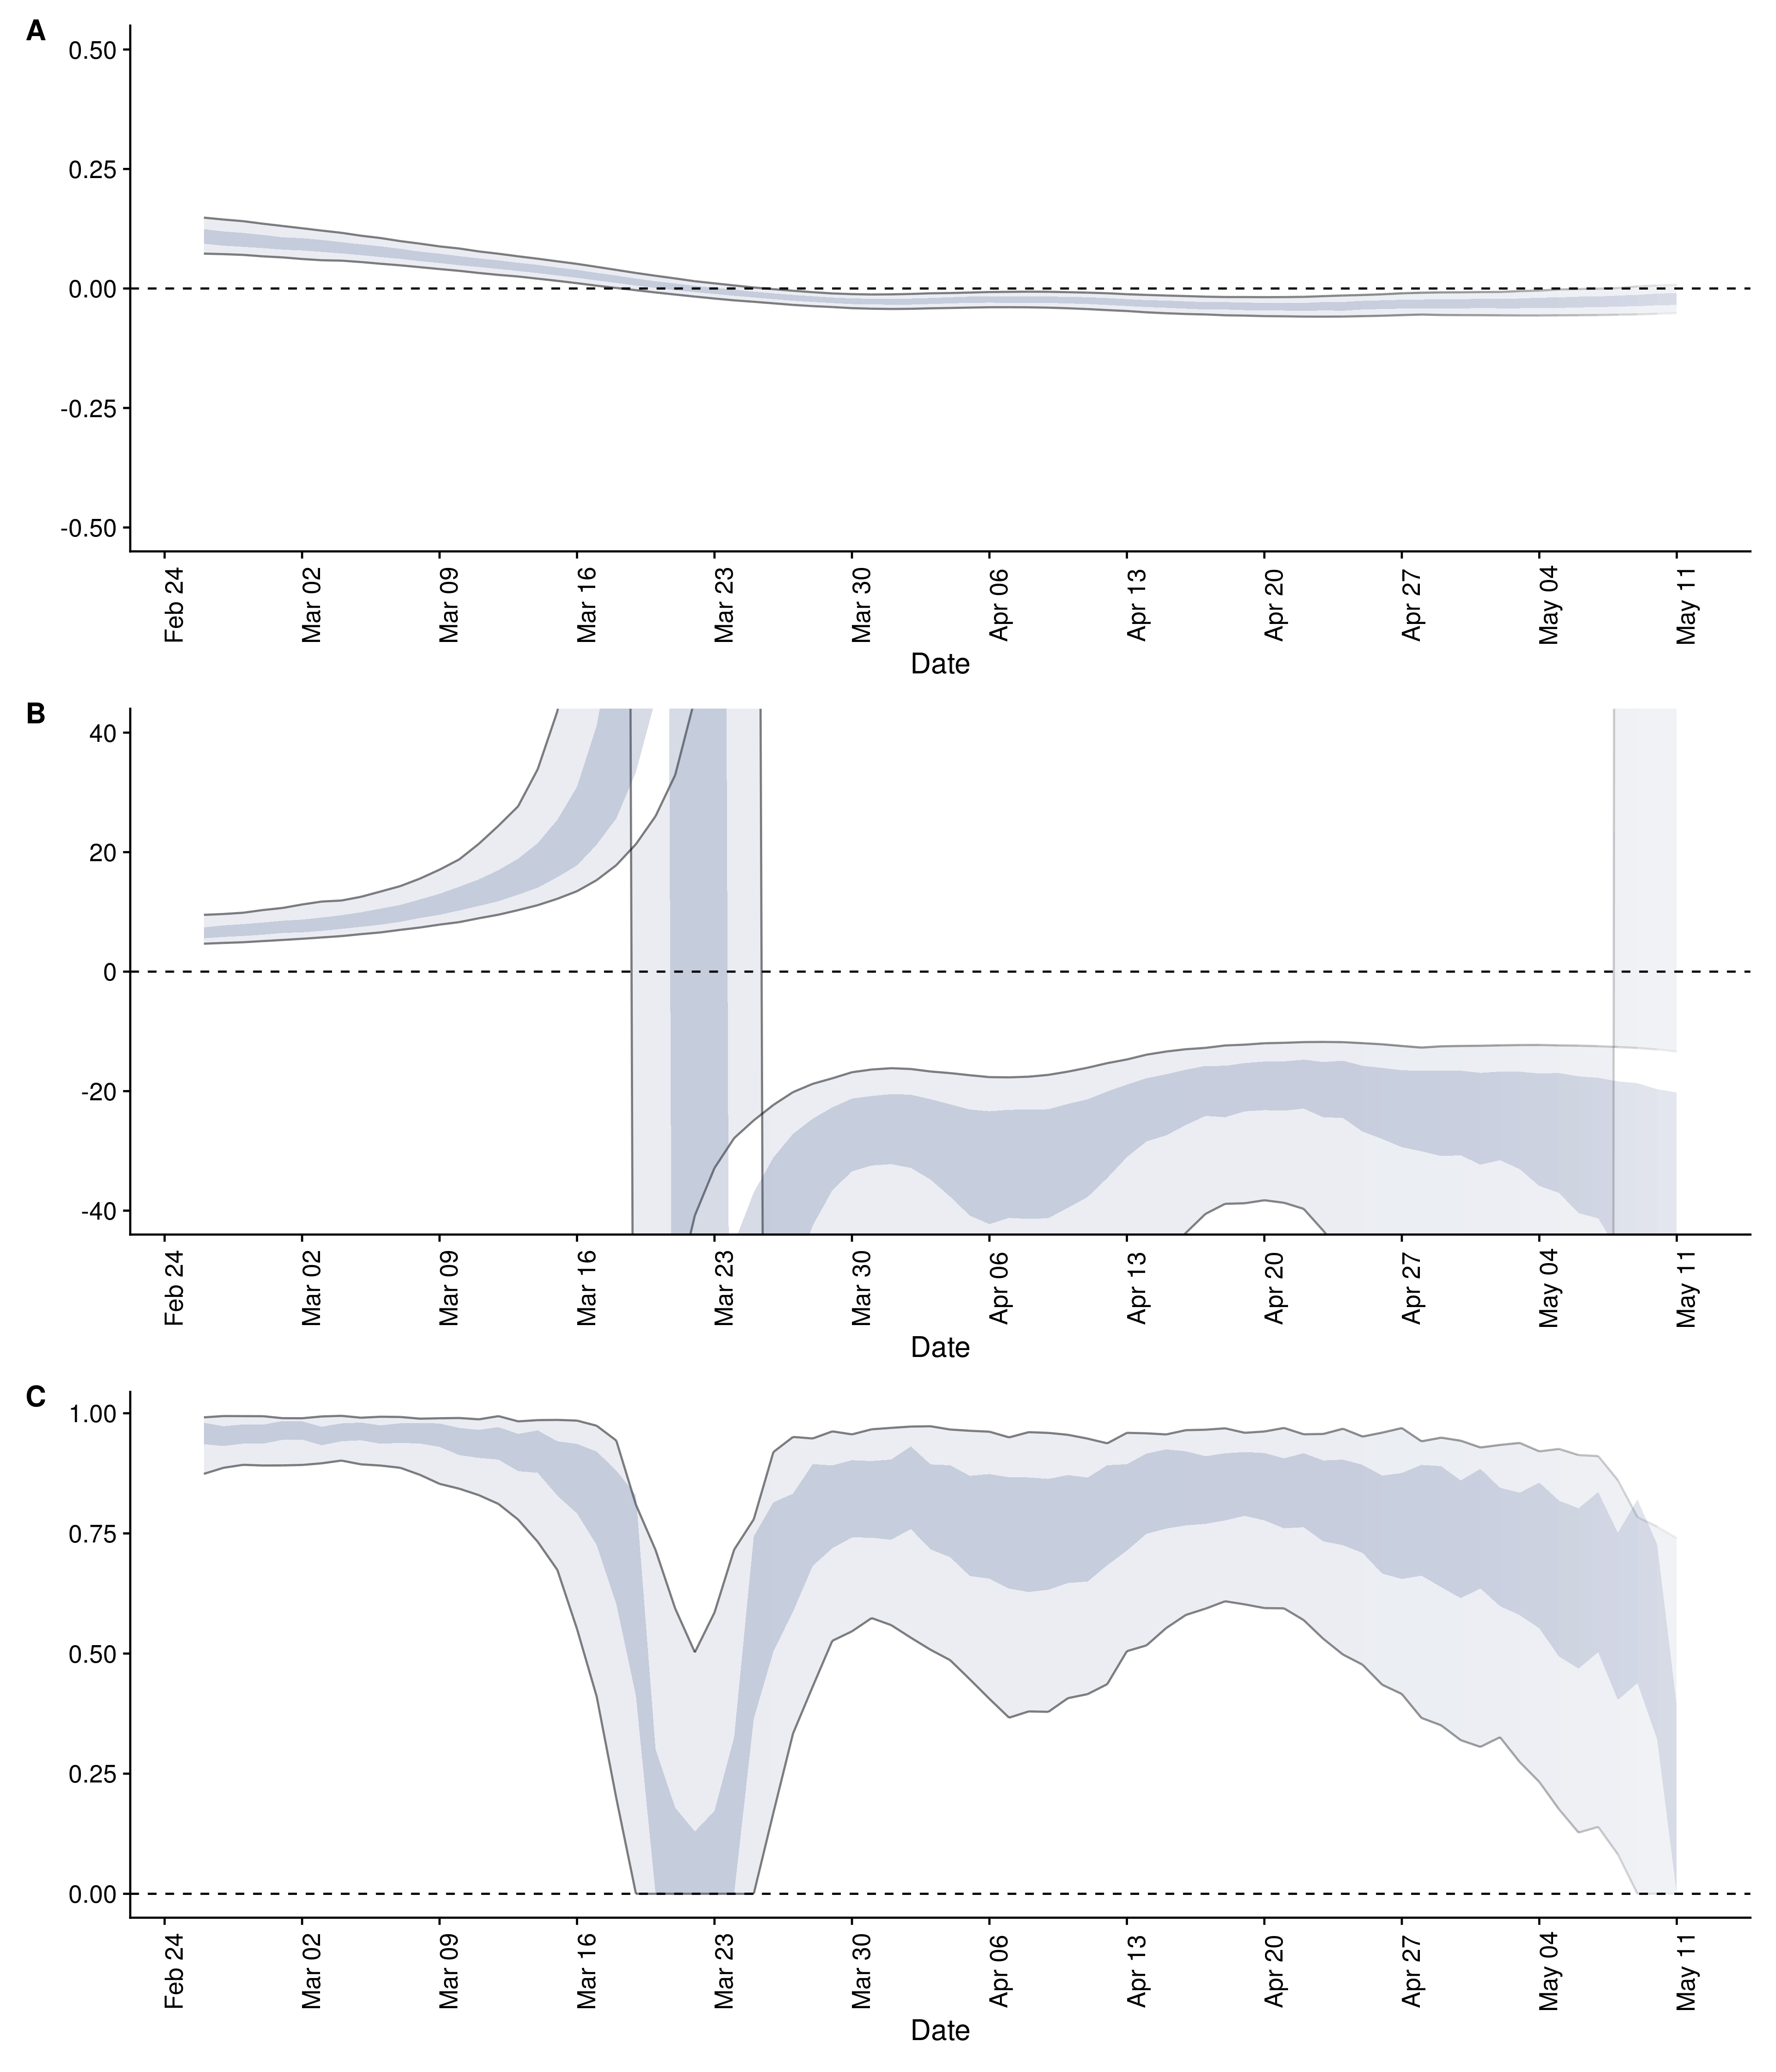 A
0.50
0.25
0.00
-0.25
-0.50
Feb 24
Mar 02
Mar 09
Mar 16
Mar 23
Mar 30
Apr 06
Apr 13
Apr 20
Apr 27
May 04
May 11
Date
B
40
20
0
-20
-40
Feb 24
Mar 02
Mar 09
Mar 16
Mar 23
Mar 30
Apr 06
Apr 13
Apr 20
Apr 27
May 04
May 11
Date
C
1.00
0.75
0.50
0.25
0.00
Feb 24
Mar 02
Mar 09
Mar 16
Mar 23
Mar 30
Apr 06
Apr 13
Apr 20
Apr 27
May 04
May 11
Date